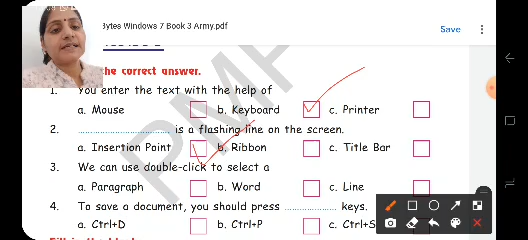 Bytes Windows 7 Book 3 Army.pdf
Save
the correct answer.
1. You enter the text with the help of
a. Mouse b. Keyboard c. Printer
2. .............................. is a flashing line on the screen.
a. Insertion Point b. Ribbon c. Title Bar
3. We can use double-click to select a
a. Paragraph b. Word c. Line
4. To save a document, you should press .................. keys.
a. Ctrl+D b. Ctrl+P c. Ctrl+S